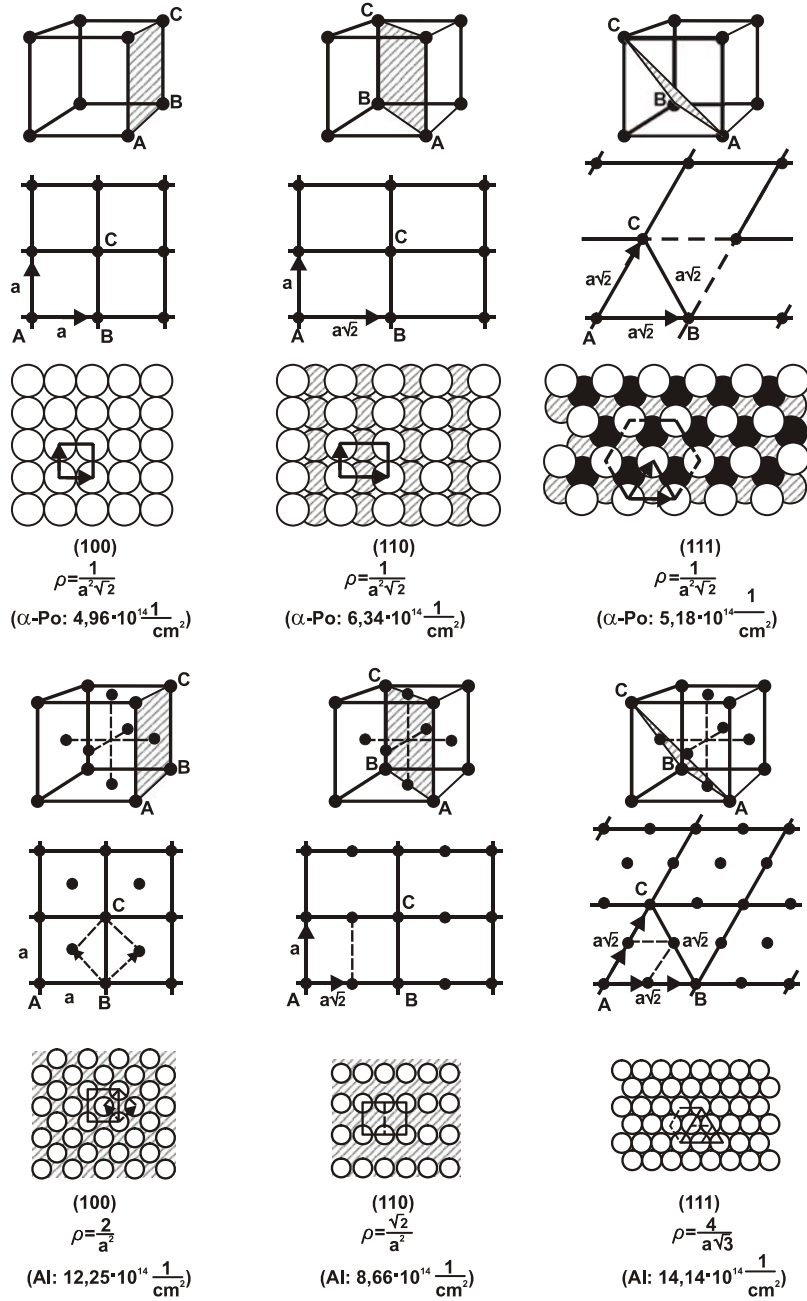 C C C
B B B
A A A
C C C
a a a√2 a√2
a a√2 a√2
A B A B A B
(100) (110) (111)
ρ=1/a²√2 ρ=1/a²√2 ρ=1/a²√2
(α-Po: 4,96·10¹⁴ 1/cm²) (α-Po: 6,34·10¹⁴ 1/cm²) (α-Po: 5,18·10¹⁴ 1/cm²)
C C C
B B B
A A A
C C C
a a a√2 a√2
A a B A a√2 B A a√2 B
(100) (110) (111)
ρ=2/a² ρ=√2/a² ρ=4/a√3
(Al: 12,25·10¹⁴ 1/cm²) (Al: 8,66·10¹⁴ 1/cm²) (Al: 14,14·10¹⁴ 1/cm²)